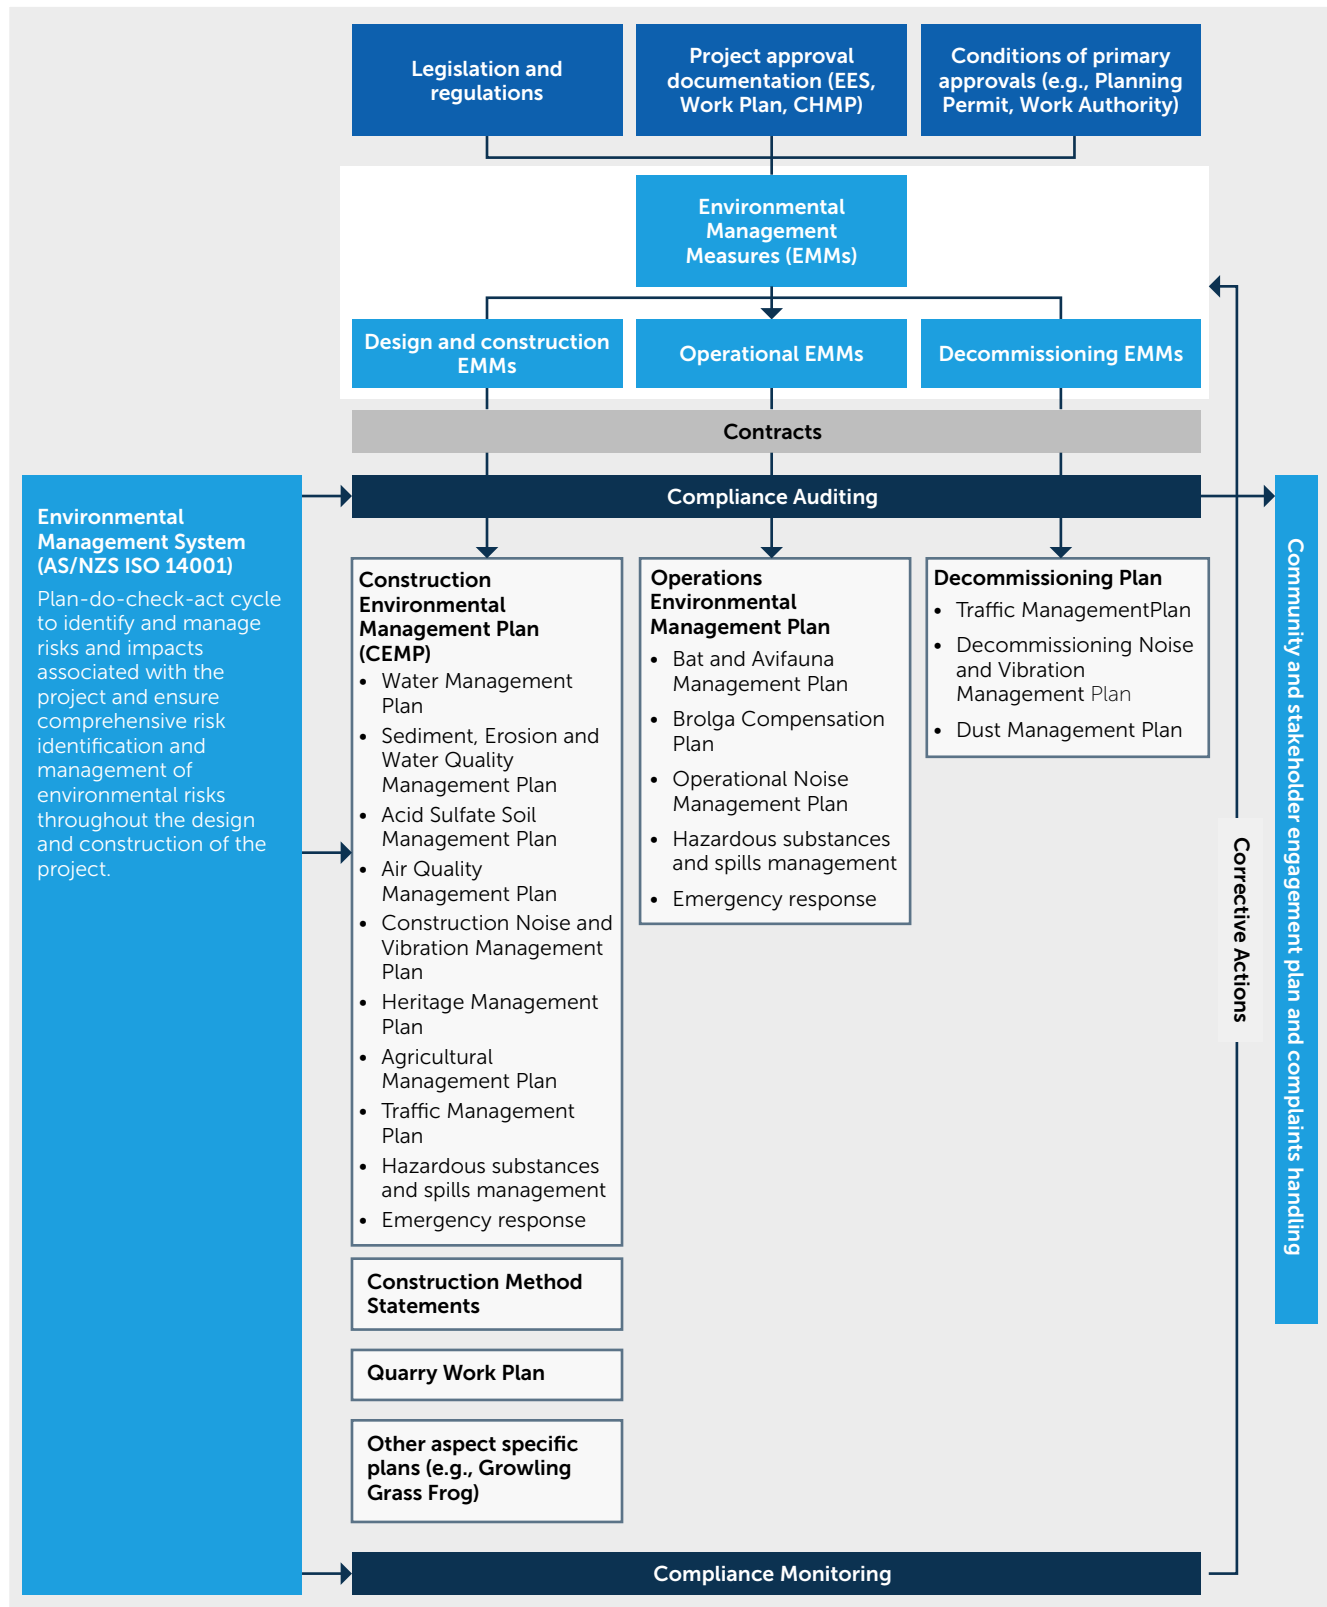 Legislation and
regulations
Project approval
documentation (EES,
Work Plan, CHMP)
Conditions of primary
approvals (e.g., Planning
Permit, Work Authority)
Environmental
Management
Measures (EMMs)
Design and construction
EMMs
Operational EMMs
Decommissioning EMMs
Contracts
Compliance Auditing
Environmental
Management System
(AS/NZS ISO 14001)
Plan-do-check-act cycle
to identify and manage
risks and impacts
associated with the
project and ensure
comprehensive risk
identification and
management of
environmental risks
throughout the design
and construction of the
project.
Construction
Environmental
Management Plan
(CEMP)
• Water Management
Plan
• Sediment, Erosion and
Water Quality
Management Plan
• Acid Sulfate Soil
Management Plan
• Air Quality
Management Plan
• Construction Noise and
Vibration Management
Plan
• Heritage Management
Plan
• Agricultural
Management Plan
• Traffic Management
Plan
• Hazardous substances
and spills management
• Emergency response
Construction Method
Statements
Quarry Work Plan
Other aspect specific
plans (e.g., Growling
Grass Frog)
Operations
Environmental
Management Plan
• Bat and Avifauna
Management Plan
• Brolga Compensation
Plan
• Operational Noise
Management Plan
• Hazardous substances
and spills management
• Emergency response
Decommissioning Plan
• Traffic ManagementPlan
• Decommissioning Noise
and Vibration
Management Plan
• Dust Management Plan
Corrective Actions
Community and stakeholder engagement plan and complaints handling
Compliance Monitoring